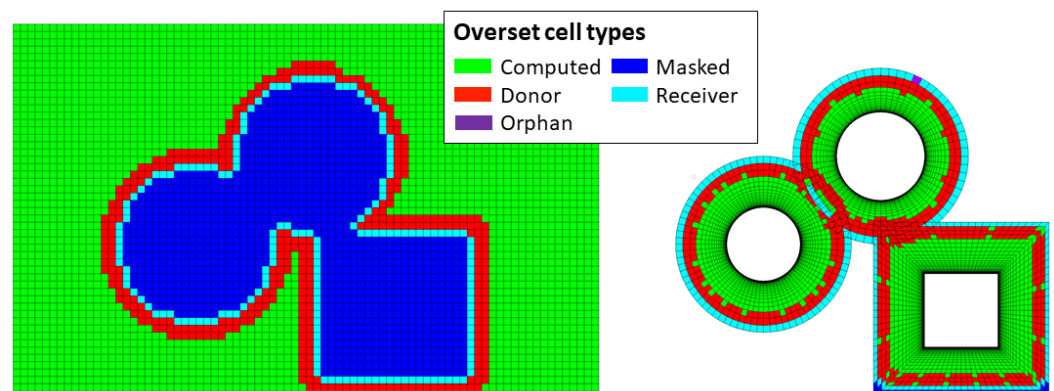 Overset cell types
Computed Masked
Donor Receiver
Orphan